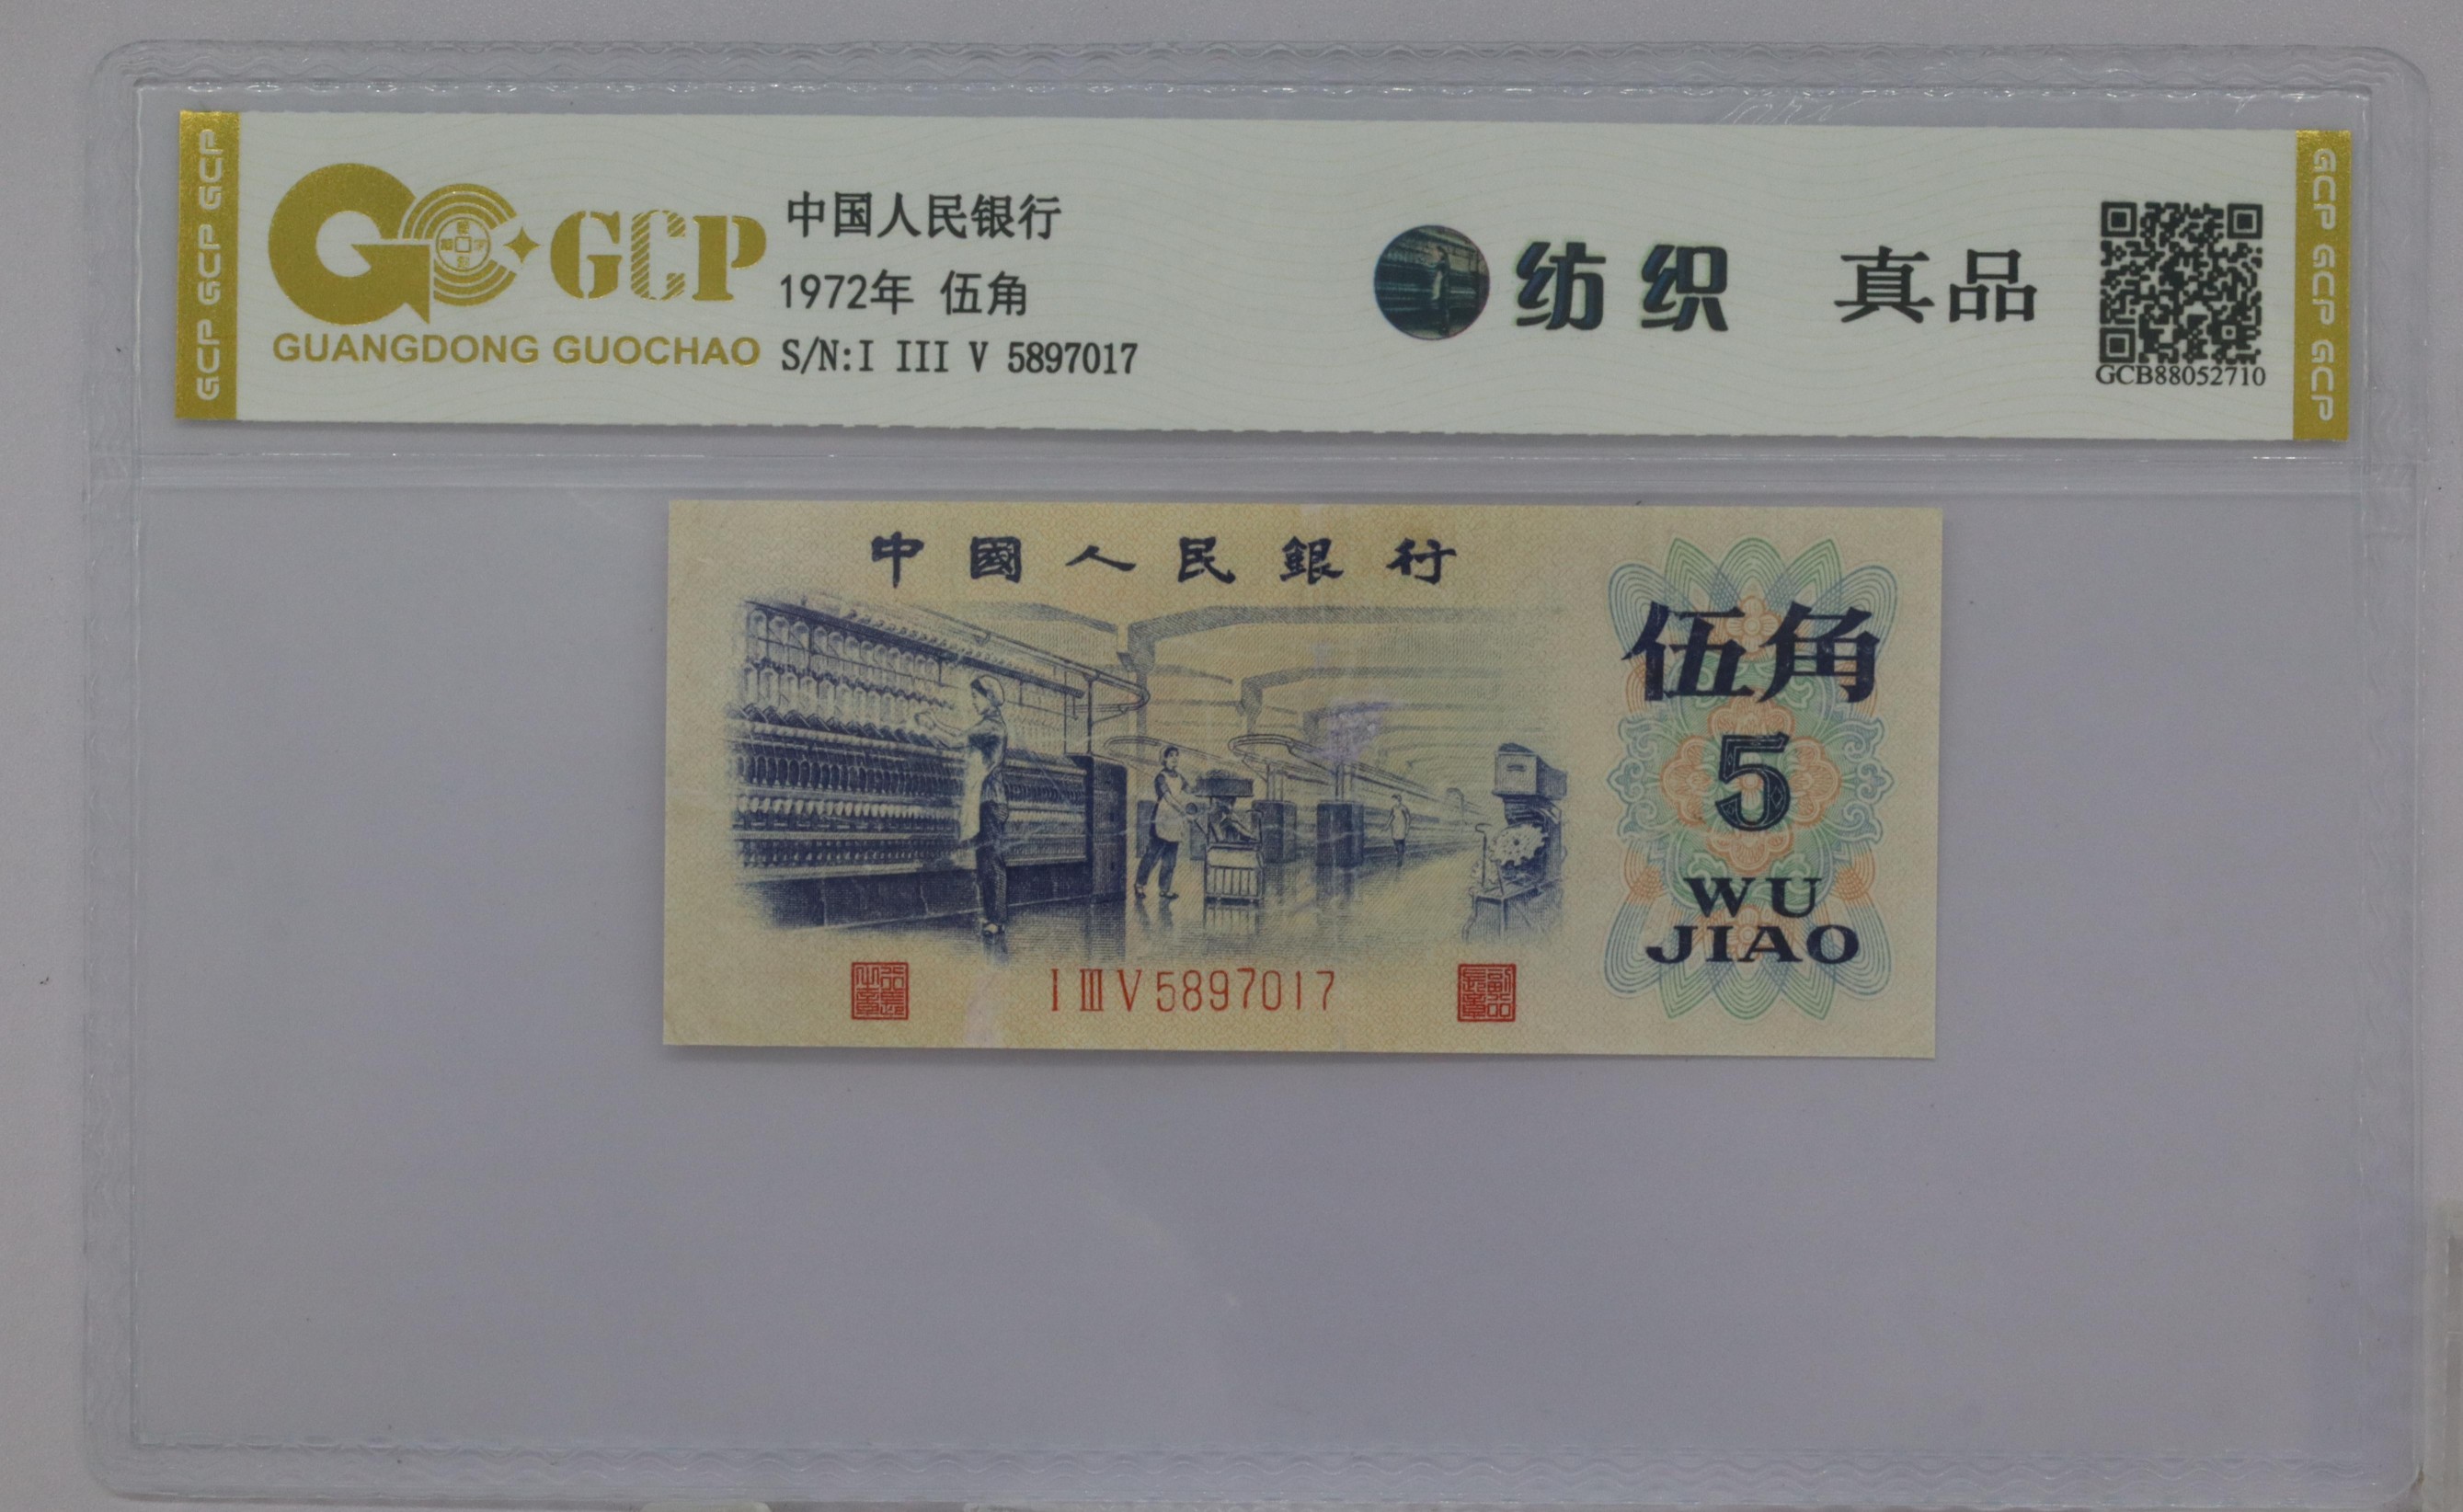 GCP GCP GCP
GCP
GUANGDONG GUOCHAO
中国人民银行
1972年 伍角
S/N:I III V 5897017
纺织 真品
GCB88052710
GCP GCP GCP
中國人民銀行
伍角
5
WU
JIAO
I III V 5897017